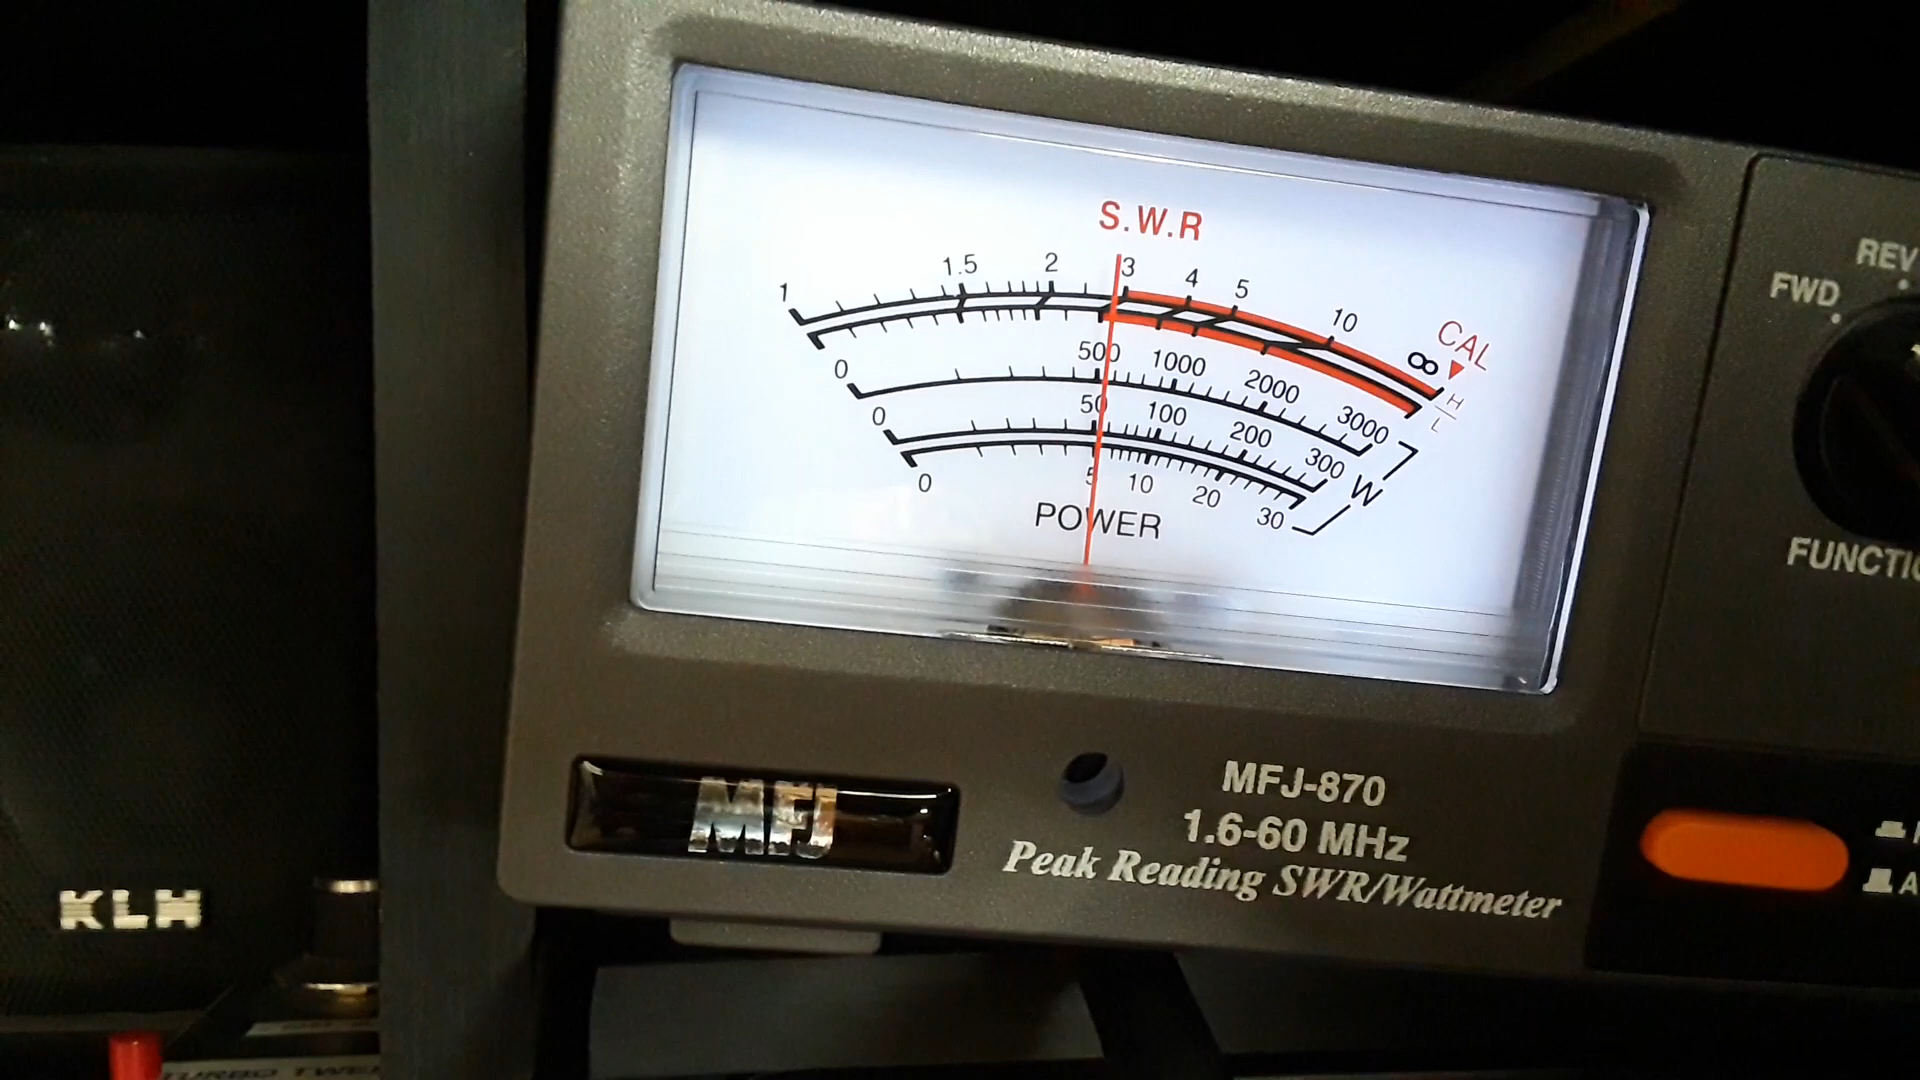 S.W.R
1 1.5 2 3 4 5 10 ∞ CAL
H
L
0 500 1000 2000 3000
0 50 100 200 300
W
0 5 10 20 30
POWER
REV
FWD
MFJ
MFJ-870
1.6-60 MHz
Peak Reading SWR/Wattmeter
KLH
TURBO